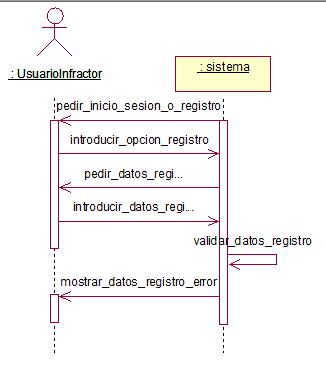 : UsuarioInfractor
: sistema
pedir_inicio_sesion_o_registro
introducir_opcion_registro
pedir_datos_regi...
introducir_datos_regi...
validar_datos_registro
mostrar_datos_registro_error